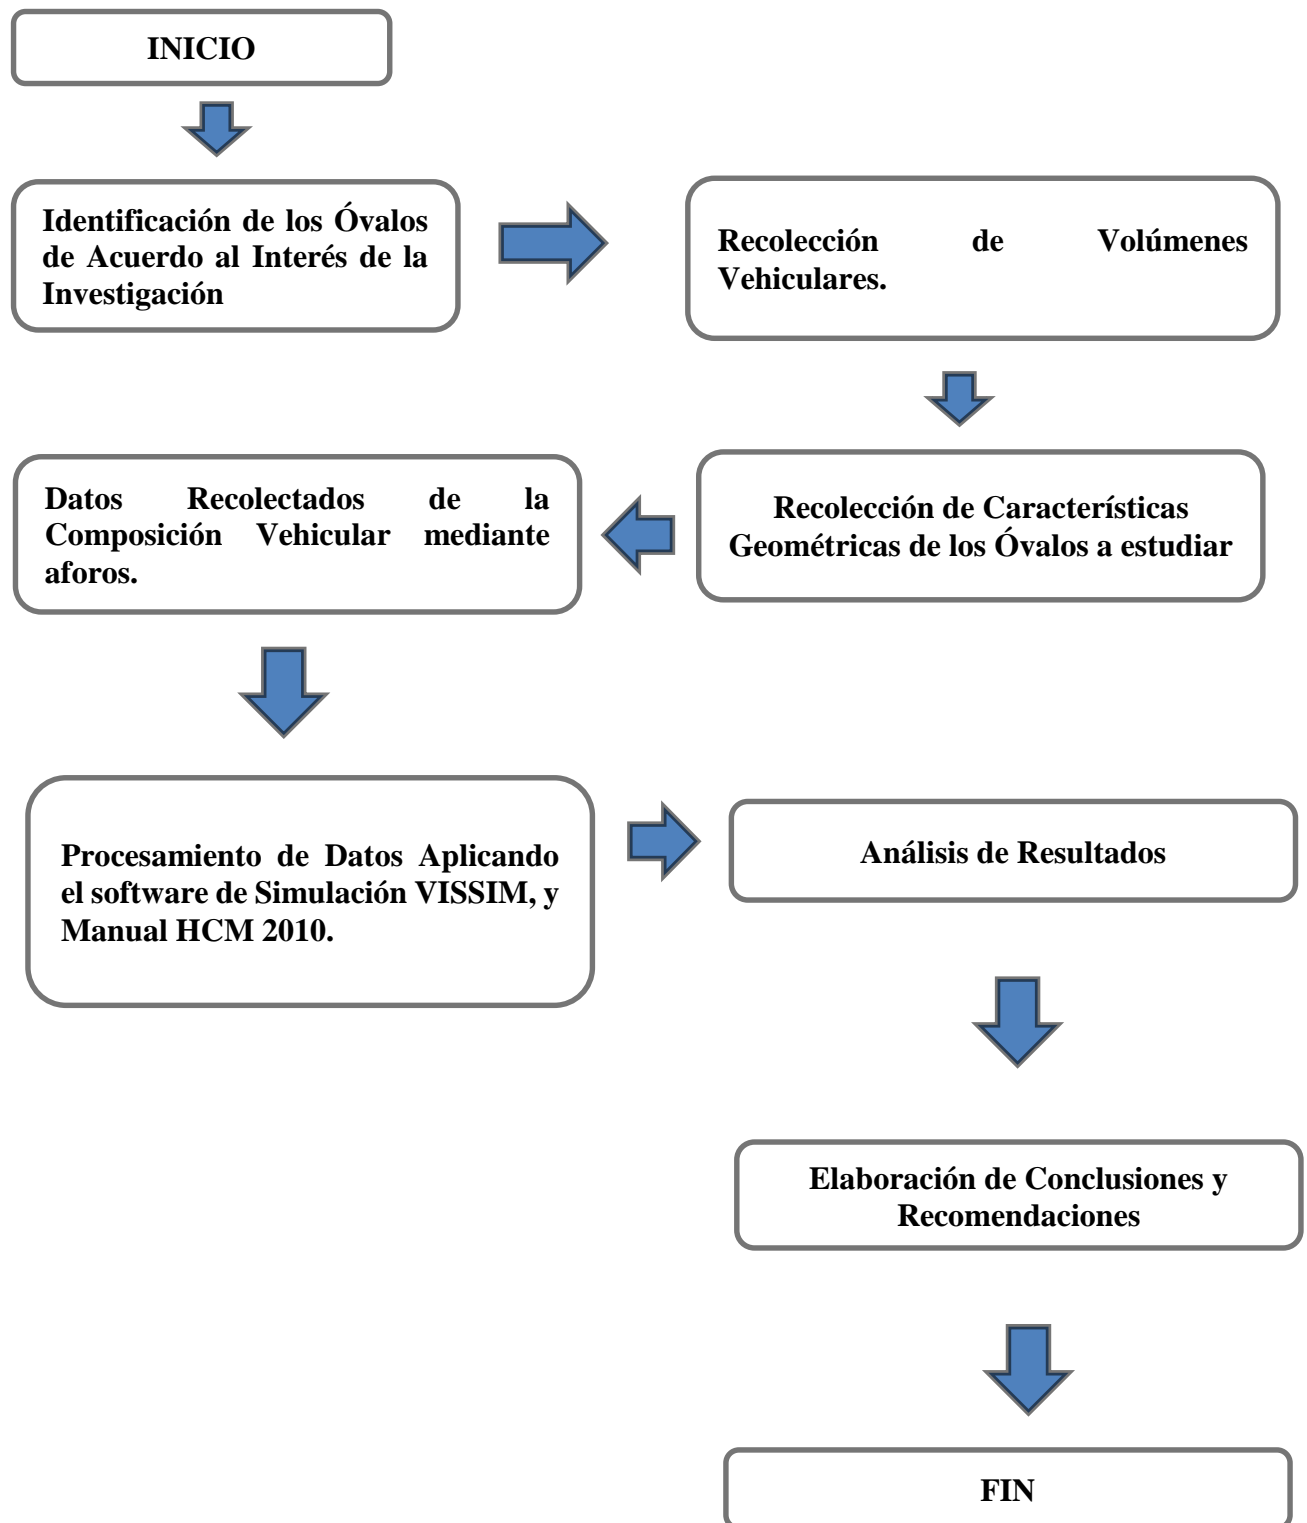 INICIO
Identificación de los Óvalos
de Acuerdo al Interés de la
Investigación
Recolección de Volúmenes
Vehiculares.
Recolección de Características
Geométricas de los Óvalos a estudiar
Datos Recolectados de la
Composición Vehicular mediante
aforos.
Procesamiento de Datos Aplicando
el software de Simulación VISSIM, y
Manual HCM 2010.
Análisis de Resultados
Elaboración de Conclusiones y
Recomendaciones
FIN